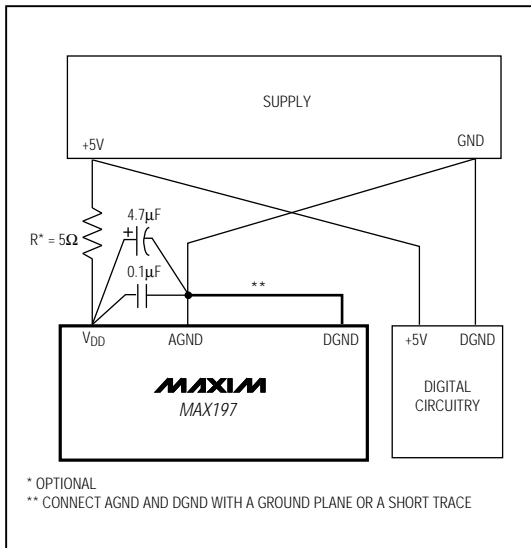 SUPPLY
+5V
GND
4.7µF
+
R* = 5Ω
0.1µF
**
VDD
AGND
DGND
+5V
DGND
MAXIM
MAX197
DIGITAL
CIRCUITRY
* OPTIONAL
** CONNECT AGND AND DGND WITH A GROUND PLANE OR A SHORT TRACE